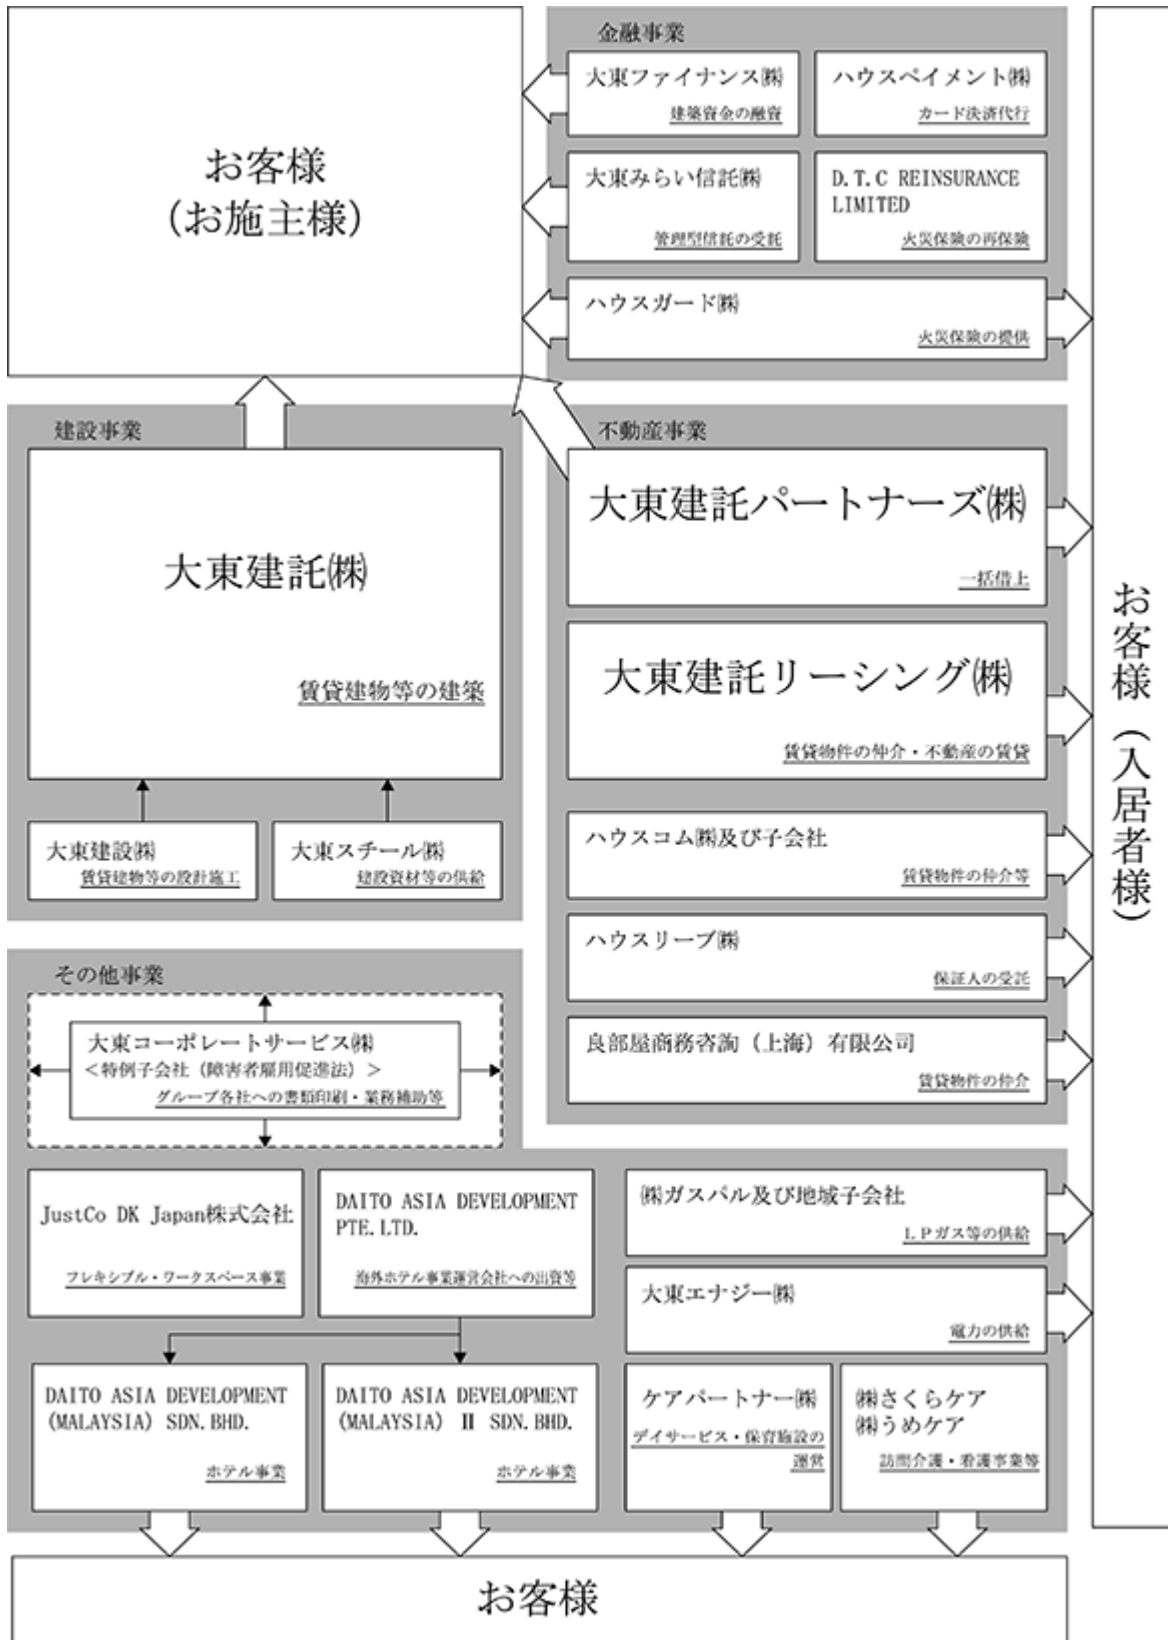 お客様
(お施主様)
金融事業
大東ファイナンス㈱
建築資金の融資
ハウスペイメント㈱
カード決済代行
大東みらい信託㈱
管理型信託の受託
D.T.C REINSURANCE
LIMITED
火災保険の再保険
ハウスガード㈱
火災保険の提供
建設事業
大東建託㈱
賃貸建物等の建築
大東建設㈱
賃貸建物等の設計施工
大東スチール㈱
建設資材等の供給
不動産事業
大東建託パートナーズ㈱
一括借上
大東建託リーシング㈱
賃貸物件の仲介・不動産の賃貸
ハウスコム㈱及び子会社
賃貸物件の仲介等
ハウスリーブ㈱
保証人の受託
良部屋商務咨詢（上海）有限公司
賃貸物件の仲介
お客様（入居者様）
その他事業
大東コーポレートサービス㈱
＜特例子会社（障害者雇用促進法）＞
グループ各社への書類印刷・業務補助等
JustCo DK Japan株式会社
フレキシブル・ワークスペース事業
DAITO ASIA DEVELOPMENT
PTE.LTD.
海外ホテル事業運営会社への出資等
㈱ガスパル及び地域子会社
ＬＰガス等の供給
大東エナジー㈱
電力の供給
DAITO ASIA DEVELOPMENT
(MALAYSIA) SDN.BHD.
ホテル事業
DAITO ASIA DEVELOPMENT
(MALAYSIA) Ⅱ SDN.BHD.
ホテル事業
ケアパートナー㈱
デイサービス・保育施設の
運営
㈱さくらケア
㈱うめケア
訪問介護・看護事業等
お客様